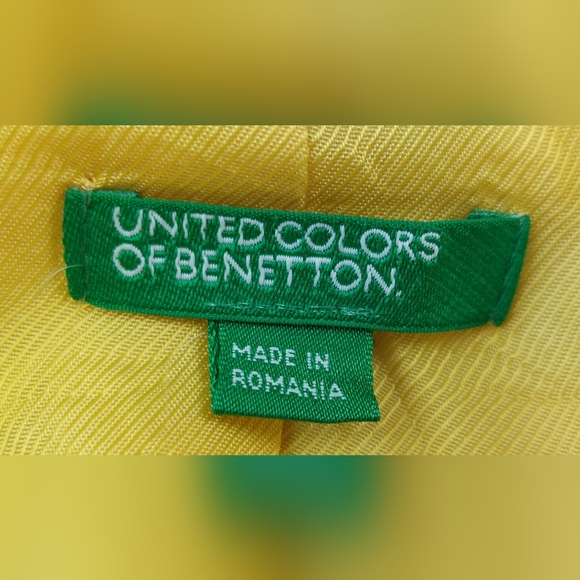 UNITED COLORS
OF BENETTON.
MADE IN
ROMANIA